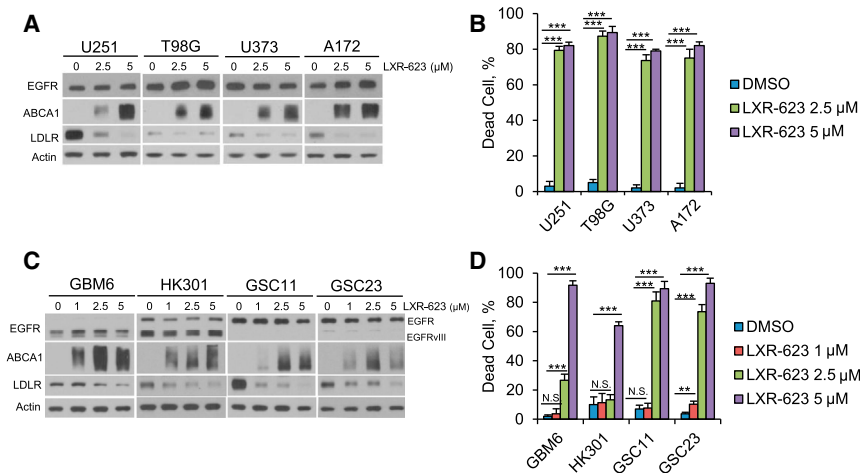 A
U251 T98G U373 A172
0 2.5 5 0 2.5 5 0 2.5 5 0 2.5 5 LXR-623 (µM)
EGFR
ABCA1
LDLR
Actin
B
Dead Cell, %
100
80
60
40
20
0
*** *** *** ***
*** *** *** ***
U251 T98G U373 A172
DMSO
LXR-623 2.5 µM
LXR-623 5 µM
C
GBM6 HK301 GSC11 GSC23
0 1 2.5 5 0 1 2.5 5 0 1 2.5 5 0 1 2.5 5 LXR-623 (µM)
EGFR
EGFR
EGFRvIII
ABCA1
LDLR
Actin
D
Dead Cell, %
100
80
60
40
20
0
*** *** *** ***
*** *** ***
N.S. N.S. N.S. **
GBM6 HK301 GSC11 GSC23
DMSO
LXR-623 1 µM
LXR-623 2.5 µM
LXR-623 5 µM